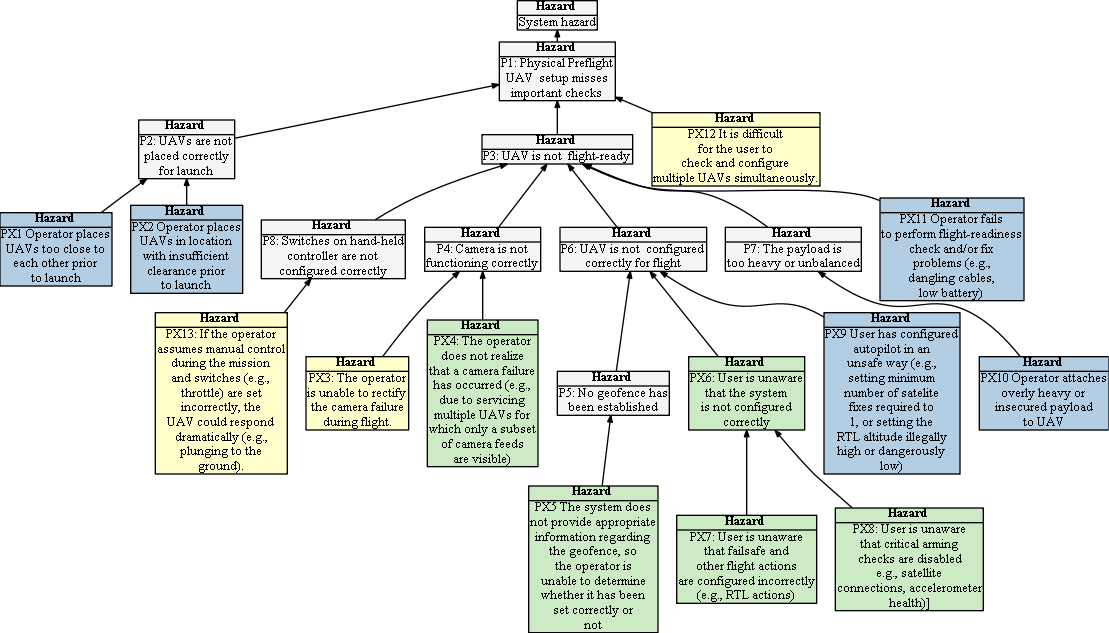 Hazard
System hazard
Hazard
P1: Physical Preflight
UAV setup misses
important checks
Hazard
P2: UAVs are not
placed correctly
for launch
Hazard
P3: UAV is not flight-ready
Hazard
PX12 It is difficult
for the user to
check and configure
multiple UAVs simultaneously.
Hazard
PX1 Operator places
UAVs too close to
each other prior
to launch
Hazard
PX2 Operator places
UAVs in location
with insufficient
clearance prior
to launch
Hazard
P8: Switches on hand-held
controller are not
configured correctly
Hazard
P4: Camera is not
functioning correctly
Hazard
P6: UAV is not configured
correctly for flight
Hazard
P7: The payload is
too heavy or unbalanced
Hazard
PX11 Operator fails
to perform flight-readiness
check and/or fix
problems (e.g.,
dangling cables,
low battery)
Hazard
PX13: If the operator
assumes manual control
during the mission
and switches (e.g.,
throttle) are set
incorrectly, the
UAV could respond
dramatically (e.g.,
plunging to the
ground).
Hazard
PX3: The operator
is unable to rectify
the camera failure
during flight.
Hazard
PX4: The operator
does not realize
that a camera failure
has occurred (e.g.,
due to servicing
multiple UAVs for
which only a subset
of camera feeds
are visible)
Hazard
P5: No geofence has
been established
Hazard
PX6: User is unaware
that the system
is not configured
correctly
Hazard
PX9 User has configured
autopilot in an
unsafe way (e.g.,
setting minimum
number of satelite
fixes required to
1, or setting the
RTL altitude illegally
high or dangerously
low)
Hazard
PX10 Operator attaches
overly heavy or
insecured payload
to UAV
Hazard
PX5 The system does
not provide appropriate
information regarding
the geofence, so
the operator is
unable to determine
whether it has been
set correctly or
not
Hazard
PX7: User is unaware
that failsafe and
other flight actions
are configured incorrectly
(e.g., RTL actions)
Hazard
PX8: User is unaware
that critical arming
checks are disabled
e.g., satellite
connections, accelerometer
health)]